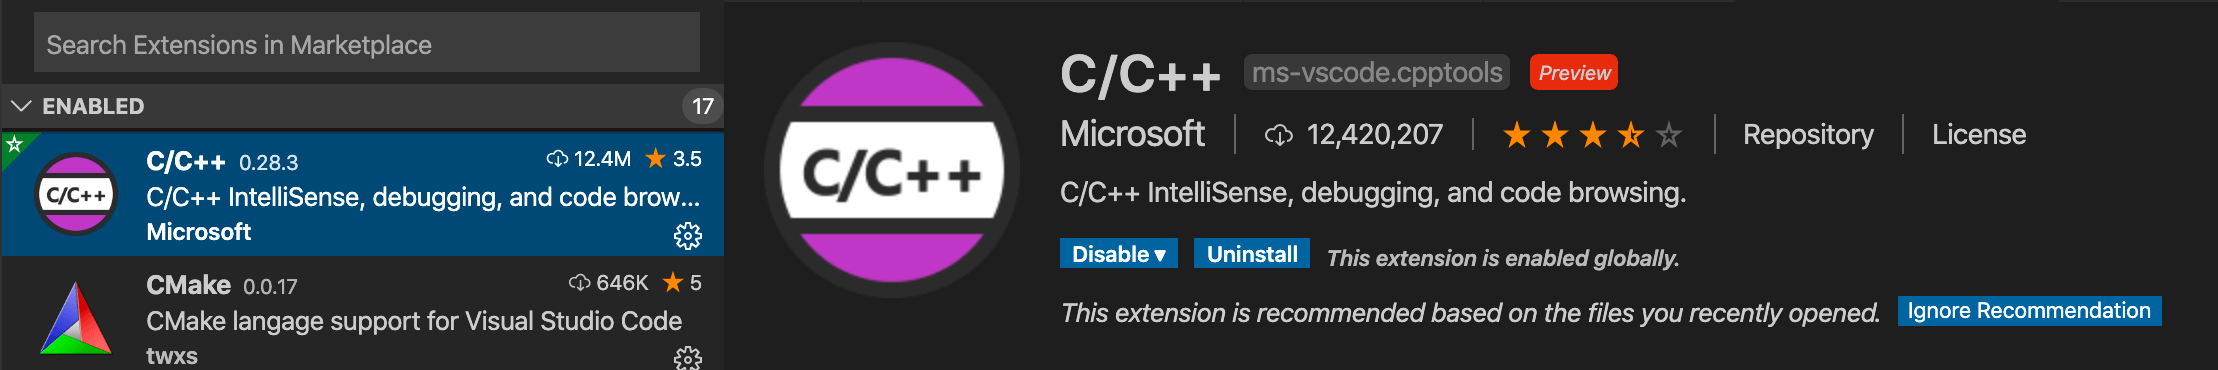 Search Extensions in Marketplace
ENABLED 17
C/C++ 0.28.3 12.4M 3.5
C/C++ IntelliSense, debugging, and code brow...
Microsoft
C/C++
CMake 0.0.17 646K 5
CMake langage support for Visual Studio Code
twxs
C/C++
C/C++ ms-vscode.cpptools Preview
Microsoft 12,420,207 Repository License
C/C++ IntelliSense, debugging, and code browsing.
Disable ▾ Uninstall This extension is enabled globally.
This extension is recommended based on the files you recently opened. Ignore Recommendation